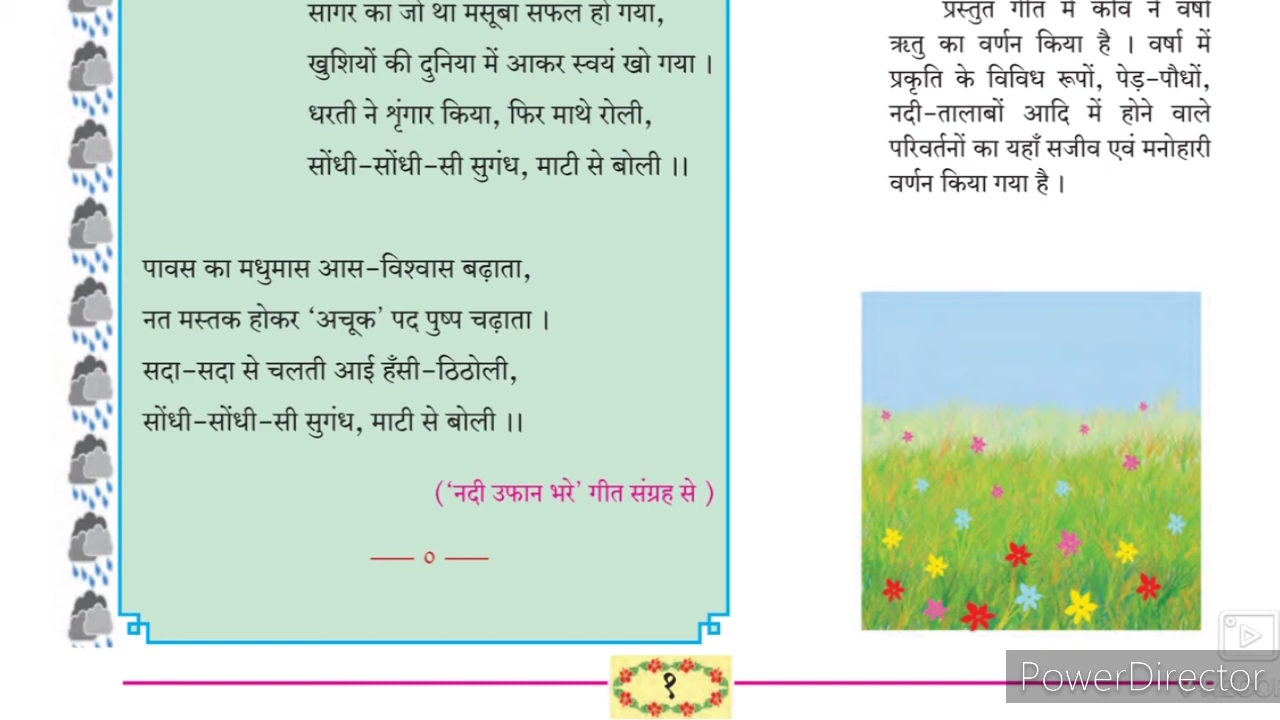 सागर का जो था मसूबा सफल हो गया,
खुशियों की दुनिया में आकर स्वयं खो गया ।
धरती ने शृंगार किया, फिर माथे रोली,
सोंधी-सोंधी-सी सुगंध, माटी से बोली ।।
पावस का मधुमास आस-विश्वास बढ़ाता,
नत मस्तक होकर ‘अचूक’ पद पुष्प चढ़ाता ।
सदा-सदा से चलती आई हँसी-ठिठोली,
सोंधी-सोंधी-सी सुगंध, माटी से बोली ।।
(‘नदी उफान भरे’ गीत संग्रह से )
— ० —
प्रस्तुत गीत में कवि ने वर्षा
ऋतु का वर्णन किया है । वर्षा में
प्रकृति के विविध रूपों, पेड़-पौधों,
नदी-तालाबों आदि में होने वाले
परिवर्तनों का यहाँ सजीव एवं मनोहारी
वर्णन किया गया है ।
१
PowerDirector